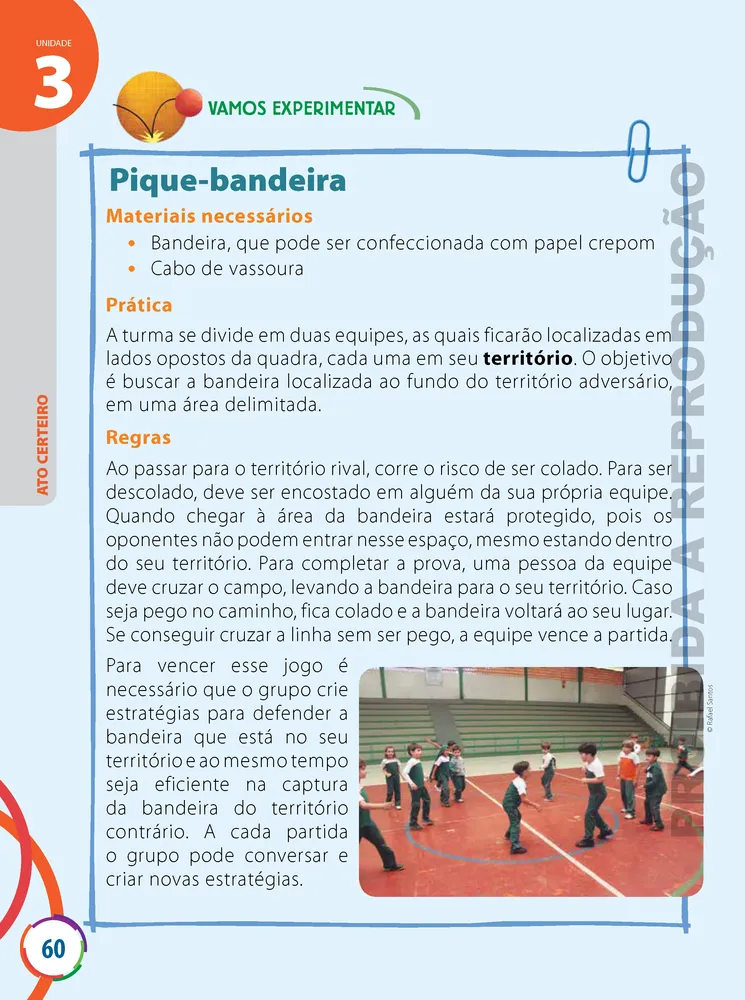 UNIDADE
3
VAMOS EXPERIMENTAR
Pique-bandeira
Materiais necessários
• Bandeira, que pode ser confeccionada com papel crepom
• Cabo de vassoura
Prática
A turma se divide em duas equipes, as quais ficarão localizadas em
lados opostos da quadra, cada uma em seu território. O objetivo
é buscar a bandeira localizada ao fundo do território adversário,
em uma área delimitada.
Regras
Ao passar para o território rival, corre o risco de ser colado. Para ser
descolado, deve ser encostado em alguém da sua própria equipe.
Quando chegar à área da bandeira estará protegido, pois os
oponentes não podem entrar nesse espaço, mesmo estando dentro
do seu território. Para completar a prova, uma pessoa da equipe
deve cruzar o campo, levando a bandeira para o seu território. Caso
seja pego no caminho, fica colado e a bandeira voltará ao seu lugar.
Se conseguir cruzar a linha sem ser pego, a equipe vence a partida.
Para vencer esse jogo é
necessário que o grupo crie
estratégias para defender a
bandeira que está no seu
território e ao mesmo tempo
seja eficiente na captura
da bandeira do território
contrário. A cada partida
o grupo pode conversar e
criar novas estratégias.
© Rafael Santos
ATO CERTEIRO
60
A REPRODUÇÃO